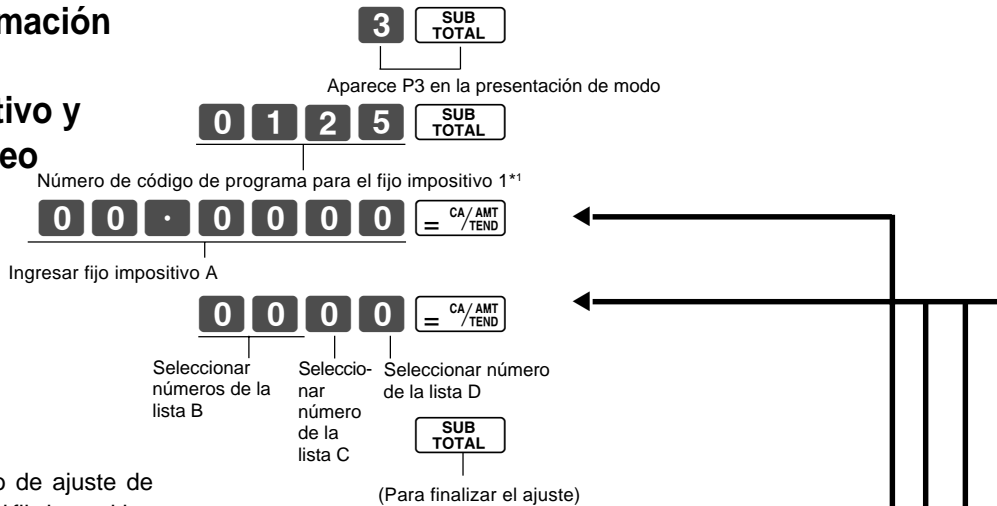 mación
3 SUB TOTAL
Aparece P3 en la presentación de modo
tivo y
0 1 2 5 SUB TOTAL
eo
Número de código de programa para el fijo impositivo 1*1
0 0 · 0 0 0 0 = CA/AMT/TEND
Ingresar fijo impositivo A
0 0 0 0 = CA/AMT/TEND
Seleccionar
números de la
lista B
Seleccio-
nar
número
de la
lista C
Seleccionar número
de la lista D
SUB TOTAL
(Para finalizar el ajuste)
o de ajuste de